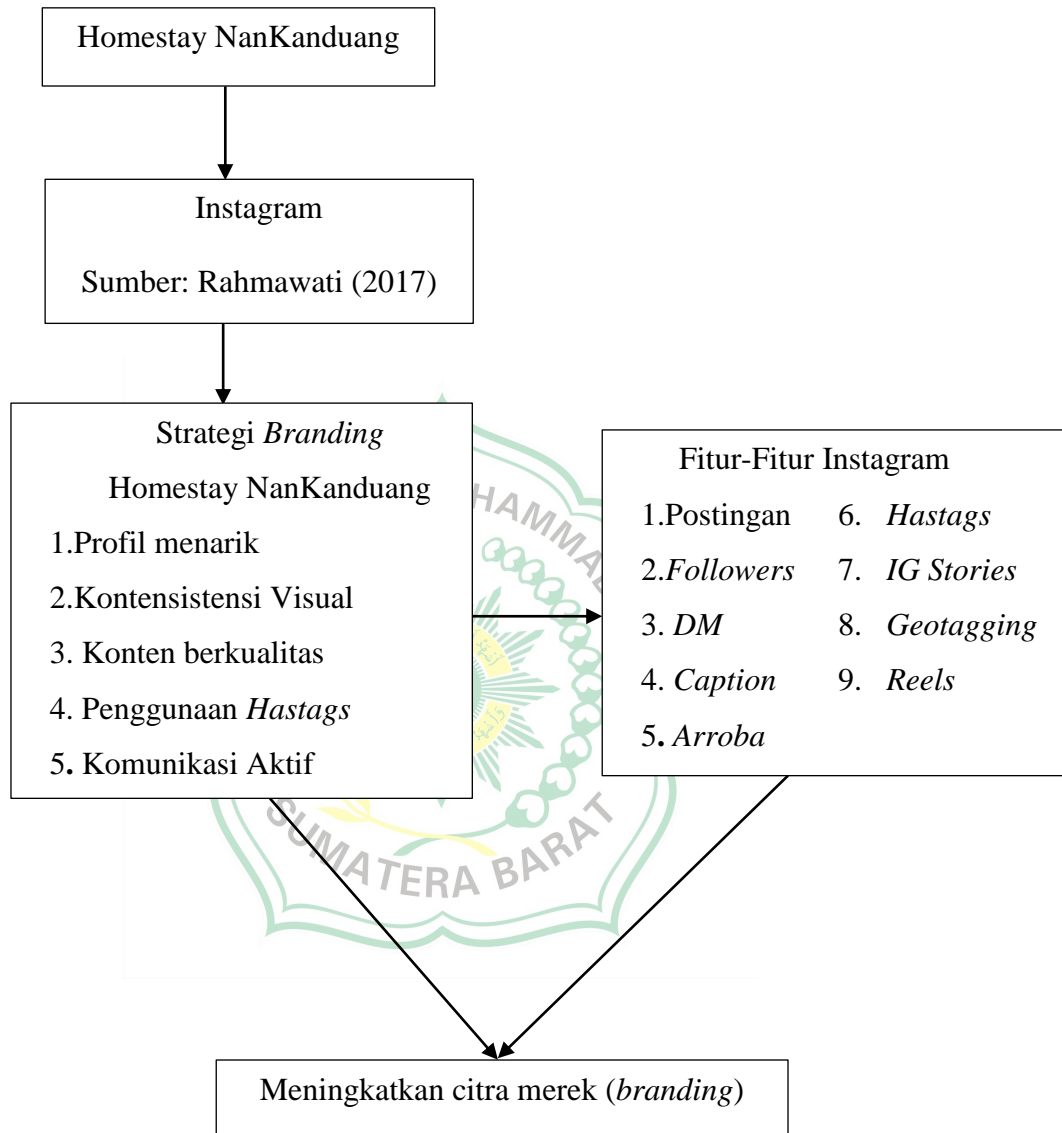 Homestay NanKanduang
Instagram
Sumber: Rahmawati (2017)
Strategi Branding
Homestay NanKanduang
1.Profil menarik
2.Kontensistensi Visual
3. Konten berkualitas
4. Penggunaan Hastags
5. Komunikasi Aktif
Fitur-Fitur Instagram
1.Postingan
2.Followers
3. DM
4. Caption
5. Arroba
6. Hastags
7. IG Stories
8. Geotagging
9. Reels
SUMATERA BARAT
Meningkatkan citra merek (branding)